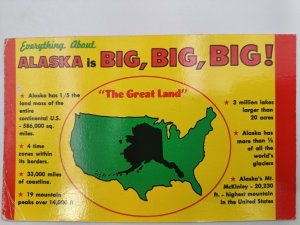 Everything About
ALASKA is BIG, BIG, BIG!
"The Great Land"
★ Alaska has 1/5 the
land mass of the
entire
continental U.S.
- 586,000 sq.
miles.
★ 4 time
zones within
its borders.
★ 33,000 miles
of coastline.
★ 19 mountain
peaks over 14,000 ft.
★ 3 million lakes
larger than
20 acres
★ Alaska has
more than ¾
of all the
world's
glaciers
★ Alaska's Mt.
McKinley - 20,230
ft. - highest mountain
in the United States